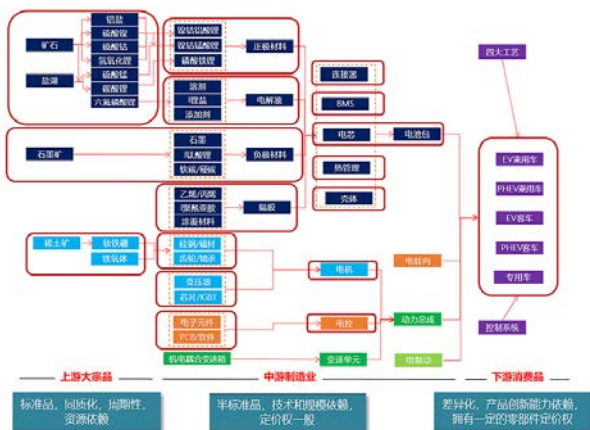 铝盐
硫酸镍
硫酸钴
氢氧化锂
硫酸锰
碳酸锂
六氟磷酸锂
矿石
盐湖
镍钴铝酸锂
镍钴锰酸锂
磷酸铁锂
正极材料
溶剂
锂盐
添加剂
电解液
石墨矿
石墨
钛酸锂
软碳/硬碳
负极材料
乙烯/丙烯
聚酰亚胺
涂覆材料
隔膜
连接器
BMS
电芯
电池包
热管理
壳体
四大工艺
EV乘用车
PHEV乘用车
EV客车
PHEV客车
专用车
控制系统
稀土矿
钕铁硼
铁氧体
硅钢/磁材
齿轮/轴承
变压器
芯片/IGBT
电机
电子元件
PCB/软件
电控
机电耦合变速箱
变速单元
动力总成
电转向
电制动
上游大宗品
中游制造业
下游消费品
标准品，同质化，周期性，
资源依赖
半标准品，技术和规模依赖，
定价权一般
差异化，产品创新能力依赖，
拥有一定的零部件定价权